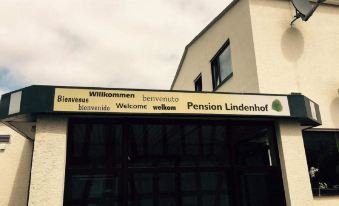 Willkommen benvenuto
Bienvenue
bienvenido Welcome welkom
Pension Lindenhof